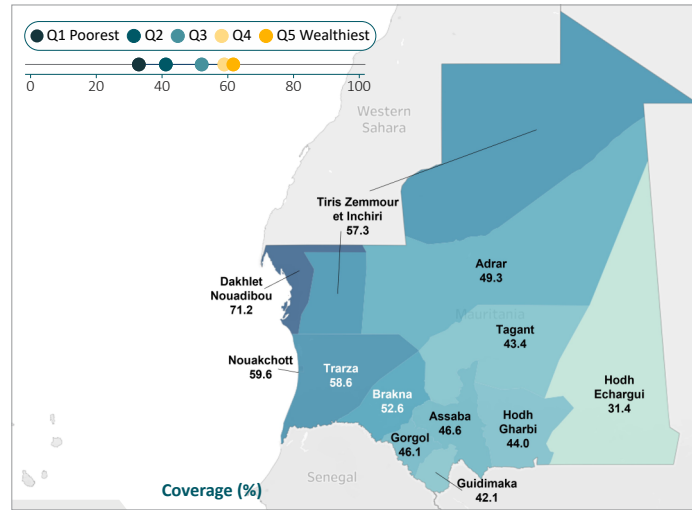 Q1 Poorest Q2 Q3 Q4 Q5 Wealthiest
0 20 40 60 80 100
Western
Sahara
Tiris Zemmour
et Inchiri
57.3
Adrar
49.3
Dakhlet
Nouadibou
71.2
Mauritania
Tagant
43.4
Nouakchott
59.6
Trarza
58.6
Brakna
52.6
Hodh
Echargui
31.4
Assaba
46.6
Hodh
Gharbi
44.0
Gorgol
46.1
Guidimaka
42.1
Senegal
Coverage (%)